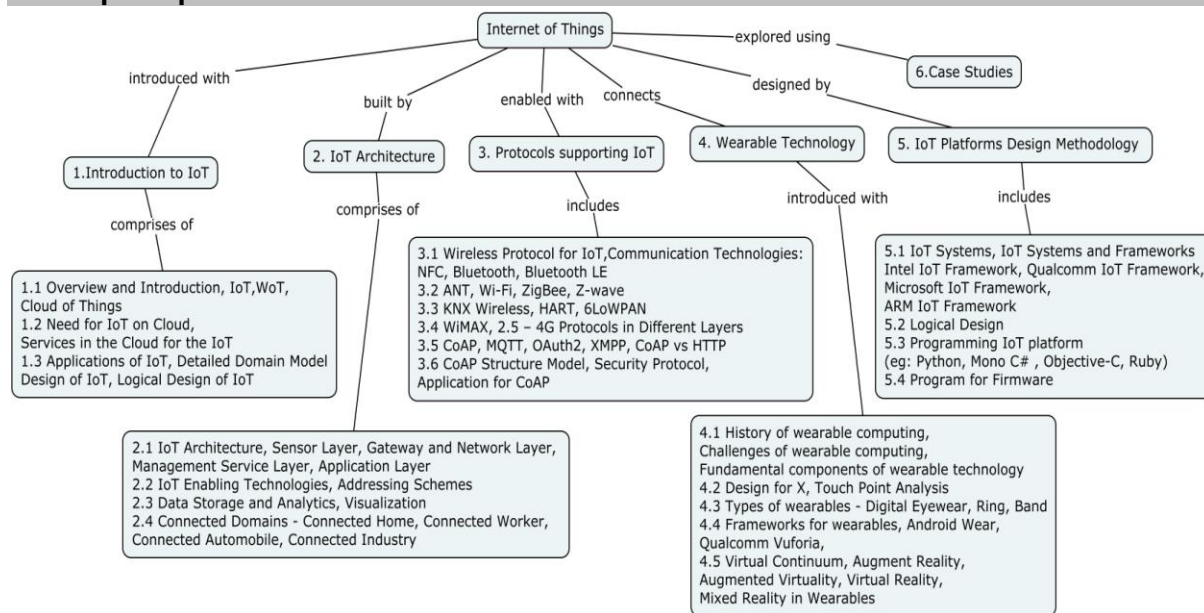 Internet of Things
explored using
6.Case Studies
introduced with
built by
enabled with
connects
designed by
1.Introduction to IoT
2. IoT Architecture
3. Protocols supporting IoT
4. Wearable Technology
5. IoT Platforms Design Methodology
comprises of
comprises of
includes
introduced with
includes
1.1 Overview and Introduction, IoT,WoT,
Cloud of Things
1.2 Need for IoT on Cloud,
Services in the Cloud for the IoT
1.3 Applications of IoT, Detailed Domain Model
Design of IoT, Logical Design of IoT
2.1 IoT Architecture, Sensor Layer, Gateway and Network Layer,
Management Service Layer, Application Layer
2.2 IoT Enabling Technologies, Addressing Schemes
2.3 Data Storage and Analytics, Visualization
2.4 Connected Domains - Connected Home, Connected Worker,
Connected Automobile, Connected Industry
3.1 Wireless Protocol for IoT,Communication Technologies:
NFC, Bluetooth, Bluetooth LE
3.2 ANT, Wi-Fi, ZigBee, Z-wave
3.3 KNX Wireless, HART, 6LoWPAN
3.4 WiMAX, 2.5 – 4G Protocols in Different Layers
3.5 CoAP, MQTT, OAuth2, XMPP, CoAP vs HTTP
3.6 CoAP Structure Model, Security Protocol,
Application for CoAP
4.1 History of wearable computing,
Challenges of wearable computing,
Fundamental components of wearable technology
4.2 Design for X, Touch Point Analysis
4.3 Types of wearables - Digital Eyewear, Ring, Band
4.4 Frameworks for wearables, Android Wear,
Qualcomm Vuforia,
4.5 Virtual Continuum, Augment Reality,
Augmented Virtuality, Virtual Reality,
Mixed Reality in Wearables
5.1 IoT Systems, IoT Systems and Frameworks
Intel IoT Framework, Qualcomm IoT Framework,
Microsoft IoT Framework,
ARM IoT Framework
5.2 Logical Design
5.3 Programming IoT platform
(eg: Python, Mono C# , Objective-C, Ruby)
5.4 Program for Firmware